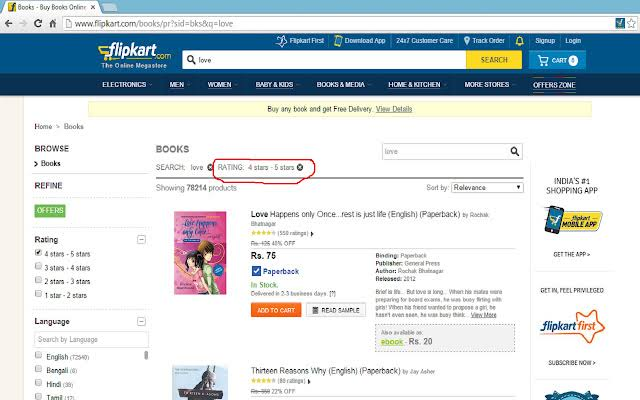 Books - Buy Books Online
www.flipkart.com/books/pr?sid=bks&q=love
flipkart.com
The Online Megastore
Flipkart First Download App 24x7 Customer Care Track Order Signup Login
love
SEARCH
CART 0
ELECTRONICS MEN WOMEN BABY & KIDS BOOKS & MEDIA HOME & KITCHEN MORE STORES OFFERS ZONE
Buy any book and get Free Delivery. View Details
Home > Books
BROWSE
> Books
REFINE
OFFERS
Rating
4 stars - 5 stars
3 stars - 4 stars
2 stars - 3 stars
1 star - 2 stars
Language
Search by Language
English (72540)
Bengali (6)
Hindi (38)
Tamil (12)
BOOKS
love
SEARCH: love RATING: 4 stars - 5 stars
Showing 78214 products
Sort by: Relevance
Love Happens only Once...rest is just life (English) (Paperback) by Rochak Bhatnagar
(550 ratings)
Rs. 125 40% OFF
Rs. 75
Paperback
In Stock.
Delivered in 2-3 business days. [?]
ADD TO CART
READ SAMPLE
Binding: Paperback
Publisher: General Press
Author: Rochak Bhatnagar
Released: 2012
Brief is life... But love is long... When his mates were
preparing for board exams, he was busy flirting with
girls! When his friend wanted to propose a girl, he
hasn't even seen, he was busy think. View More
Also available as:
ebook - Rs. 20
Thirteen Reasons Why (English) (Paperback) by Jay Asher
(80 ratings)
22% OFF
INDIA'S #1
SHOPPING APP
flipkart
MOBILE APP
GET THE APP >
GET IN, FEEL PRIVILEGED
flipkart first
SUBSCRIBE NOW >